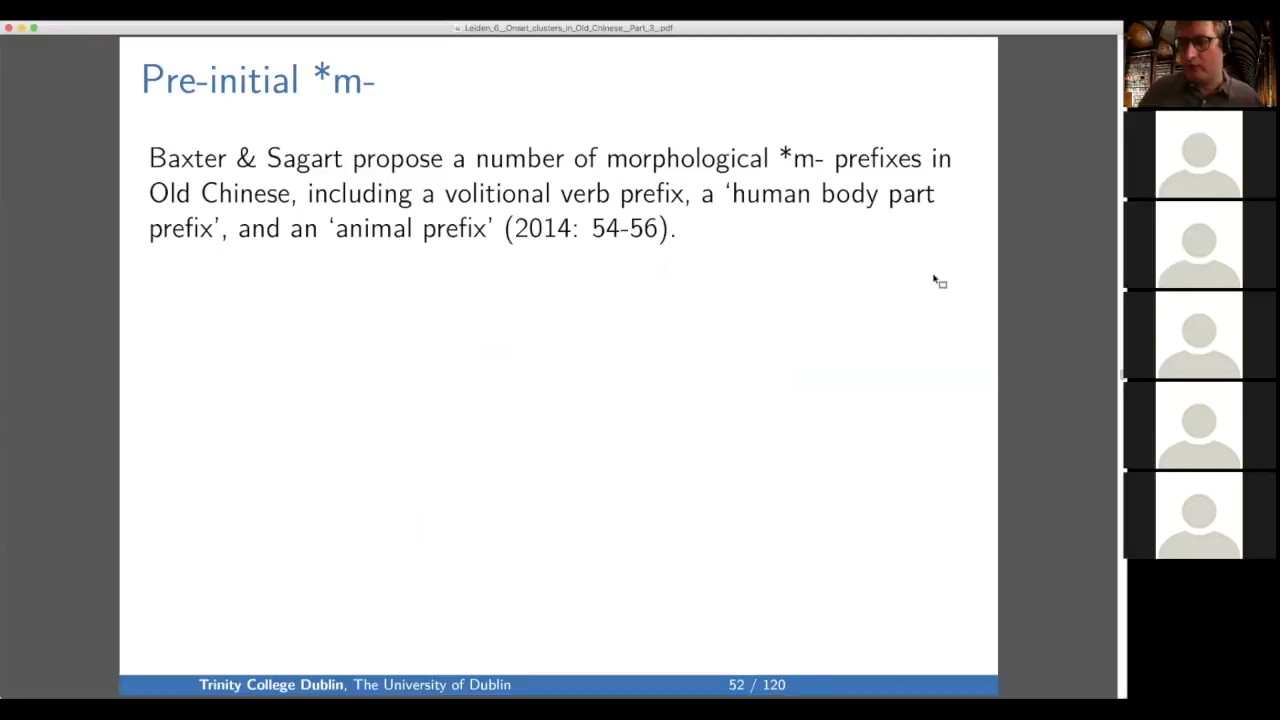 Leiden_6__Onset_clusters_in_Old_Chinese__Part_3_.pdf
Pre-initial *m-
Baxter & Sagart propose a number of morphological *m- prefixes in
Old Chinese, including a volitional verb prefix, a ‘human body part
prefix’, and an ‘animal prefix’ (2014: 54-56).
Trinity College Dublin, The University of Dublin
52 / 120